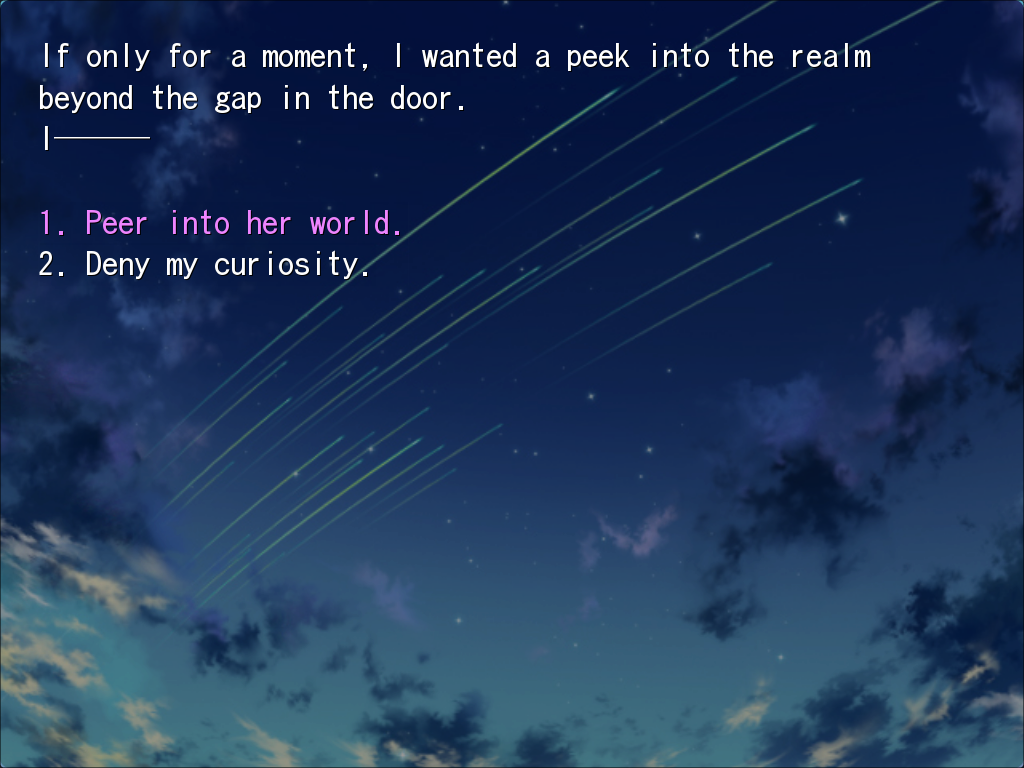 If only for a moment, I wanted a peek into the realm
beyond the gap in the door.
I――――――
1. Peer into her world.
2. Deny my curiosity.